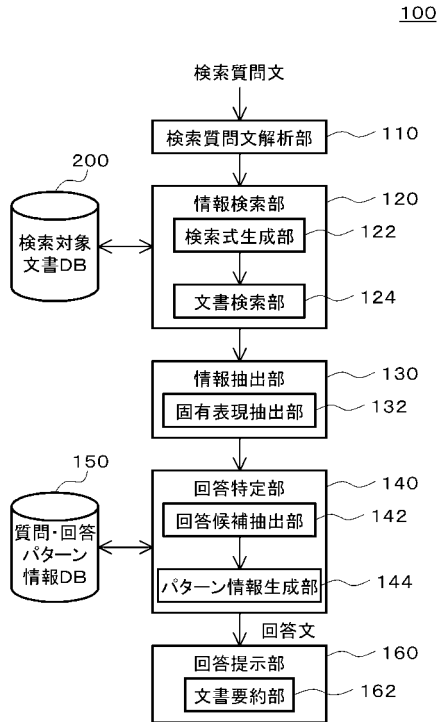 100
検索質問文
検索質問文解析部
110
200
検索対象
文書DB
情報検索部
120
検索式生成部
122
文書検索部
124
情報抽出部
130
固有表現抽出部
132
150
質問・回答
パターン
情報DB
回答特定部
140
回答候補抽出部
142
パターン情報生成部
144
回答文
回答提示部
160
文書要約部
162